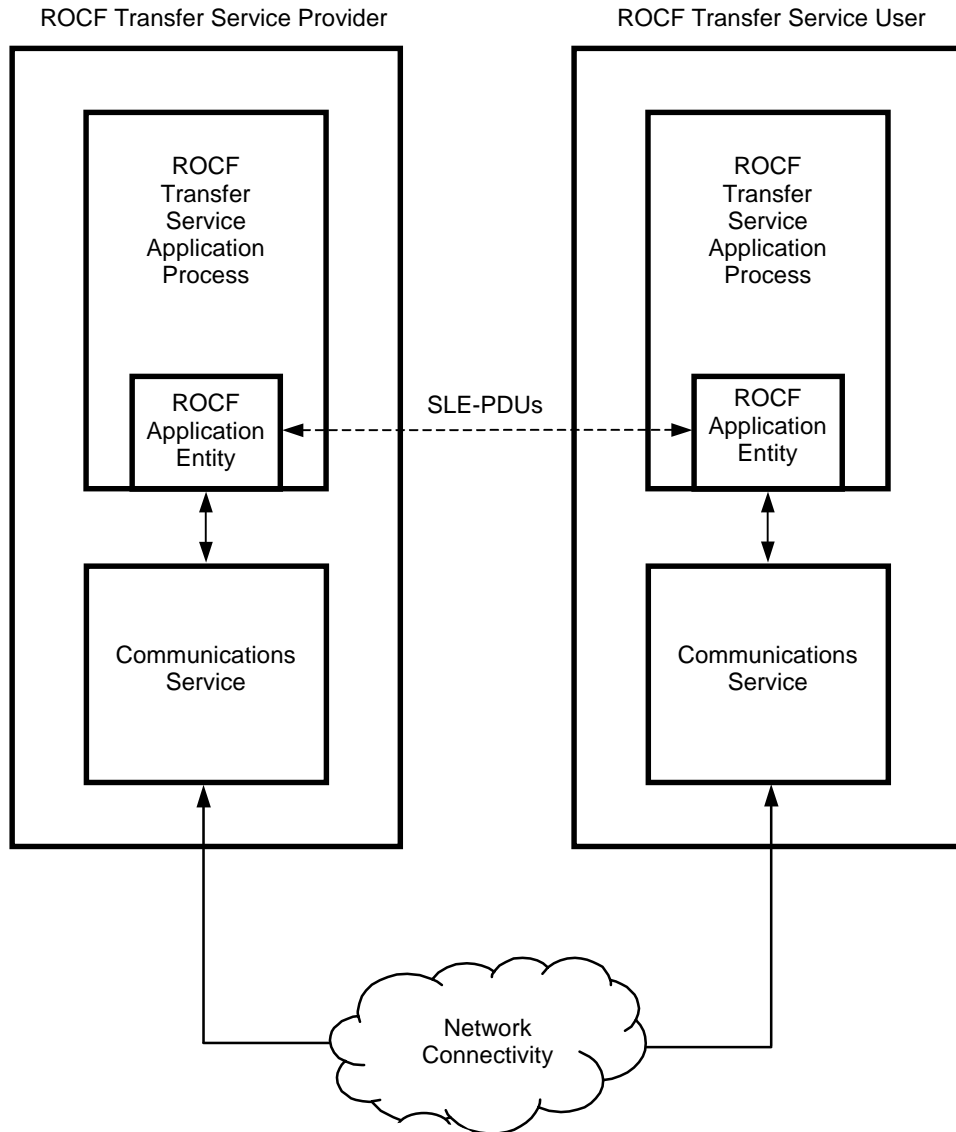 ROCF Transfer Service Provider
ROCF Transfer Service User
ROCF
Transfer
Service
Application
Process
ROCF
Transfer
Service
Application
Process
ROCF
Application
Entity
SLE-PDUs
ROCF
Application
Entity
Communications
Service
Communications
Service
Network
Connectivity